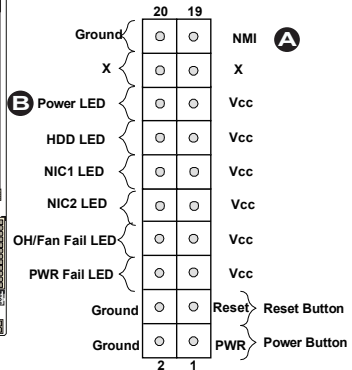 20 19
Ground NMI A
X X
B Power LED Vcc
HDD LED Vcc
NIC1 LED Vcc
NIC2 LED Vcc
OH/Fan Fail LED Vcc
PWR Fail LED Vcc
Ground Reset Reset Button
Ground PWR Power Button
2 1